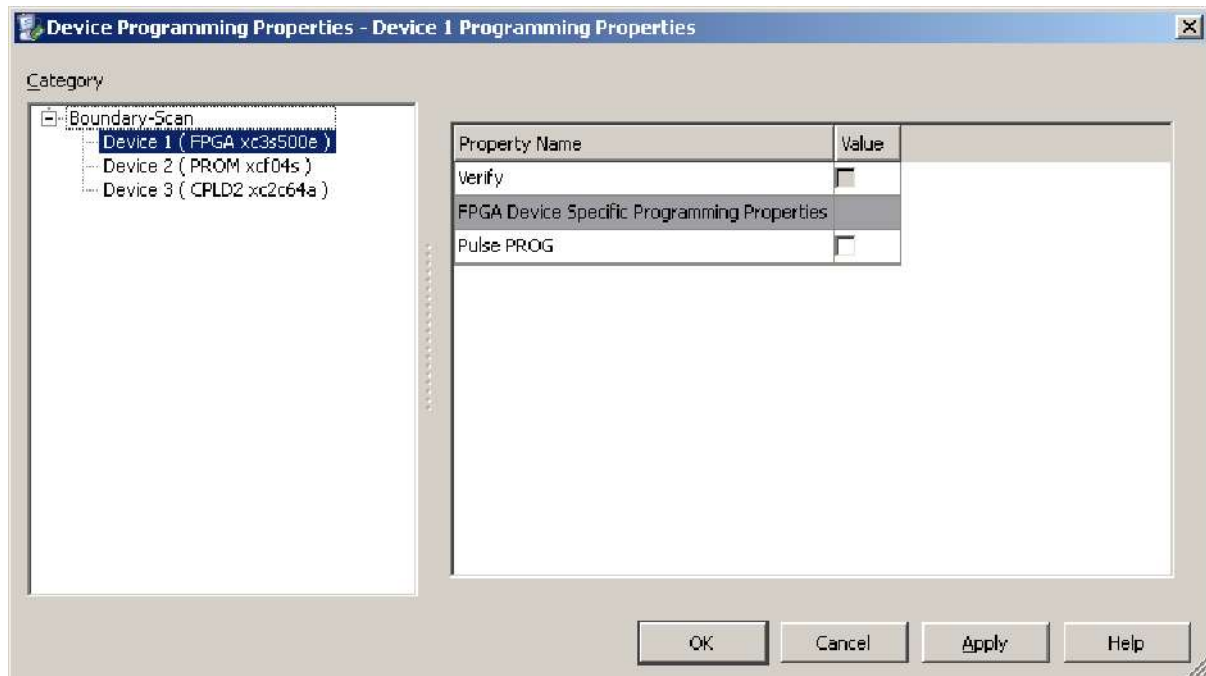 Device Programming Properties - Device 1 Programming Properties
Category
Boundary-Scan
Device 1 ( FPGA xc3s500e )
Device 2 ( PROM xcf04s )
Device 3 ( CPLD2 xc2c64a )
Property Name Value
Verify
FPGA Device Specific Programming Properties
Pulse PROG
OK Cancel Apply Help